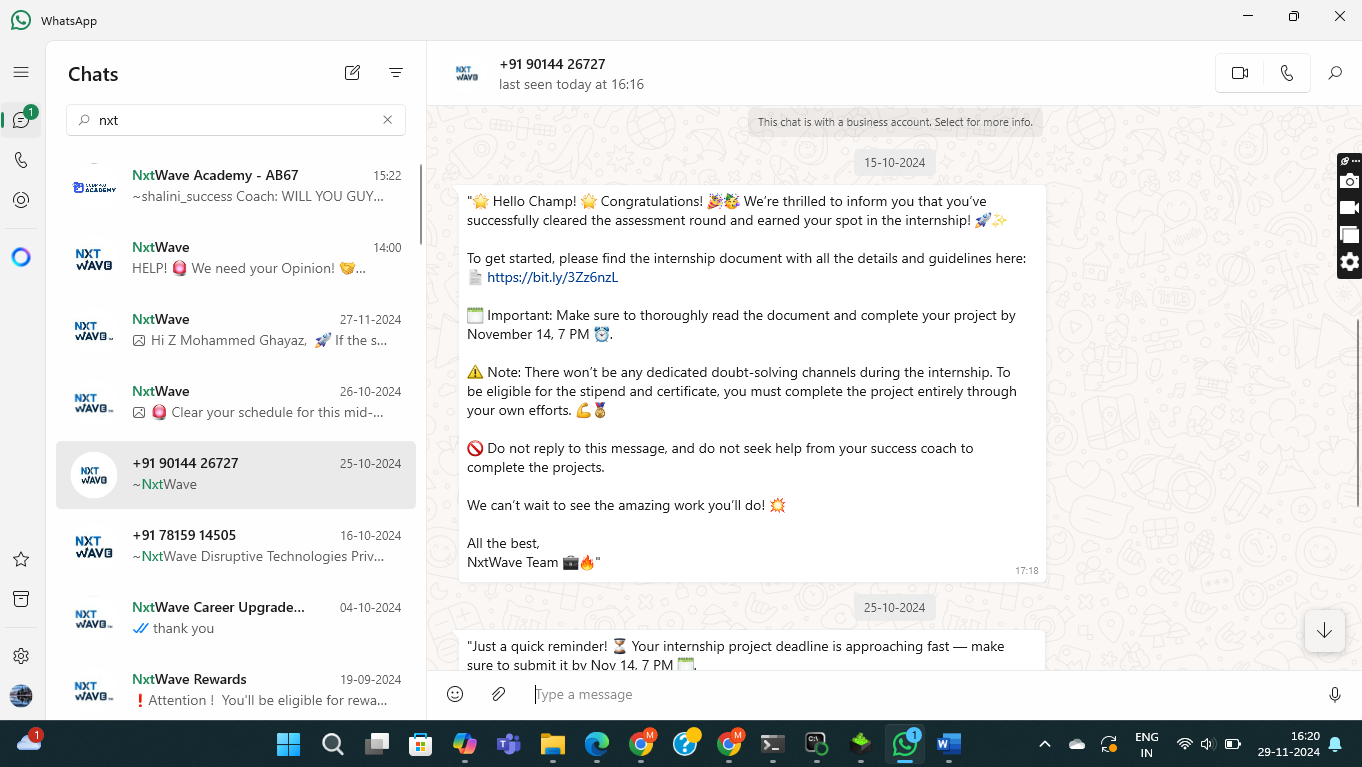 WhatsApp
Chats
nxt
1
NxtWave Academy - AB67 15:22
~shalini_success Coach: WILL YOU GUY...
NxtWave 14:00
HELP! 🚨 We need your Opinion! 🤝...
NxtWave 27-11-2024
Hi Z Mohammed Ghayaz, 🚀 If the s...
NxtWave 26-10-2024
🚨 Clear your schedule for this mid-...
+91 90144 26727 25-10-2024
~NxtWave
+91 78159 14505 16-10-2024
~NxtWave Disruptive Technologies Priv...
NxtWave Career Upgrade... 04-10-2024
thank you
NxtWave Rewards 19-09-2024
❗ Attention ! You'll be eligible for rewa...
NXT WAVE
+91 90144 26727
last seen today at 16:16
This chat is with a business account. Select for more info.
15-10-2024
"🌟 Hello Champ! 🌟 Congratulations! 🎉🥳 We're thrilled to inform you that you've
successfully cleared the assessment round and earned your spot in the internship! 🚀✨
To get started, please find the internship document with all the details and guidelines here:
📄 https://bit.ly/3Zz6nzL
🗓️ Important: Make sure to thoroughly read the document and complete your project by
November 14, 7 PM ⏰.
⚠️ Note: There won't be any dedicated doubt-solving channels during the internship. To
be eligible for the stipend and certificate, you must complete the project entirely through
your own efforts. 💪🏅
🚫 Do not reply to this message, and do not seek help from your success coach to
complete the projects.
We can't wait to see the amazing work you'll do! 💥
All the best,
NxtWave Team 💼🔥"
17:18
25-10-2024
"Just a quick reminder! ⏳ Your internship project deadline is approaching fast — make
sure to submit it by Nov 14, 7 PM 🗓️.
Type a message
1
M
M
1
ENG
IN
16:20
29-11-2024